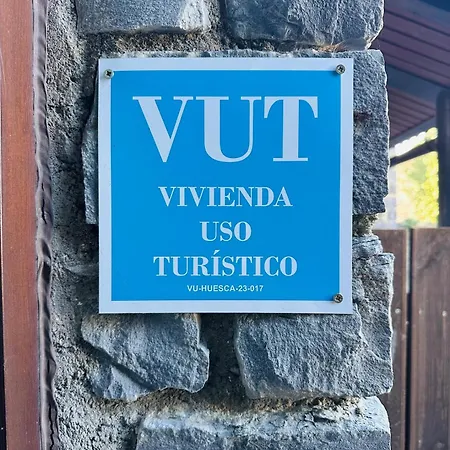 VUT
VIVIENDA
USO
TURÍSTICO
VU-HUESCA-23-017